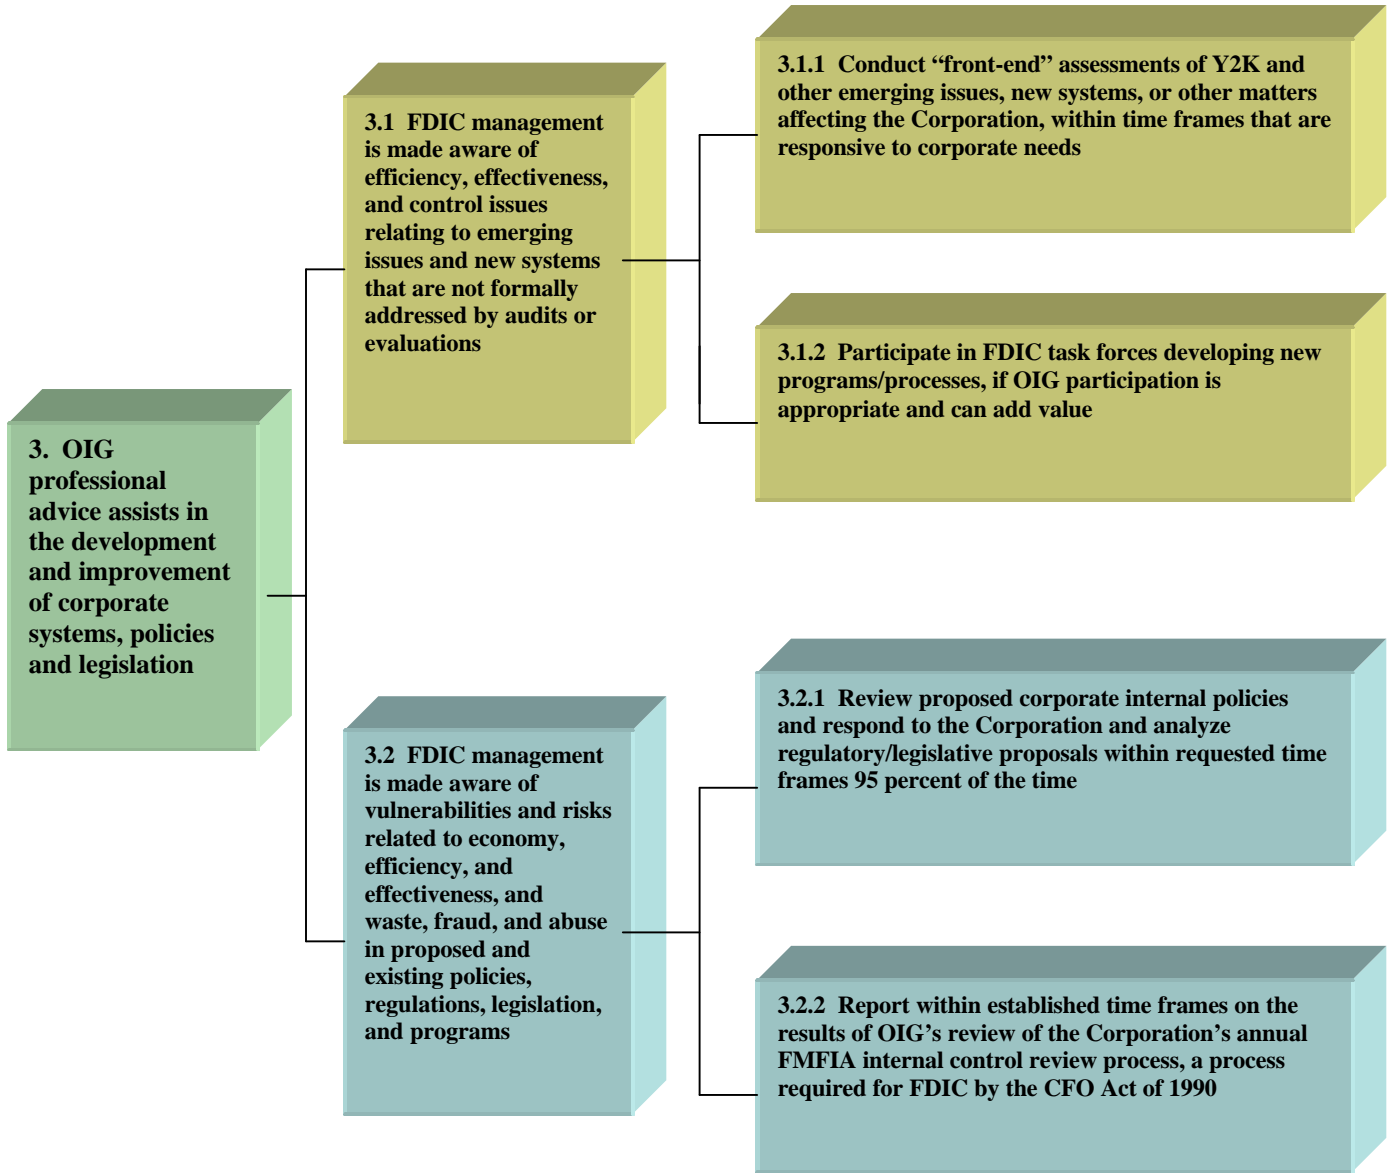 3. OIG
professional
advice assists in
the development
and improvement
of corporate
systems, policies
and legislation
3.1 FDIC management
is made aware of
efficiency, effectiveness,
and control issues
relating to emerging
issues and new systems
that are not formally
addressed by audits or
evaluations
3.1.1 Conduct “front-end” assessments of Y2K and
other emerging issues, new systems, or other matters
affecting the Corporation, within time frames that are
responsive to corporate needs
3.1.2 Participate in FDIC task forces developing new
programs/processes, if OIG participation is
appropriate and can add value
3.2 FDIC management
is made aware of
vulnerabilities and risks
related to economy,
efficiency, and
effectiveness, and
waste, fraud, and abuse
in proposed and
existing policies,
regulations, legislation,
and programs
3.2.1 Review proposed corporate internal policies
and respond to the Corporation and analyze
regulatory/legislative proposals within requested time
frames 95 percent of the time
3.2.2 Report within established time frames on the
results of OIG’s review of the Corporation’s annual
FMFIA internal control review process, a process
required for FDIC by the CFO Act of 1990